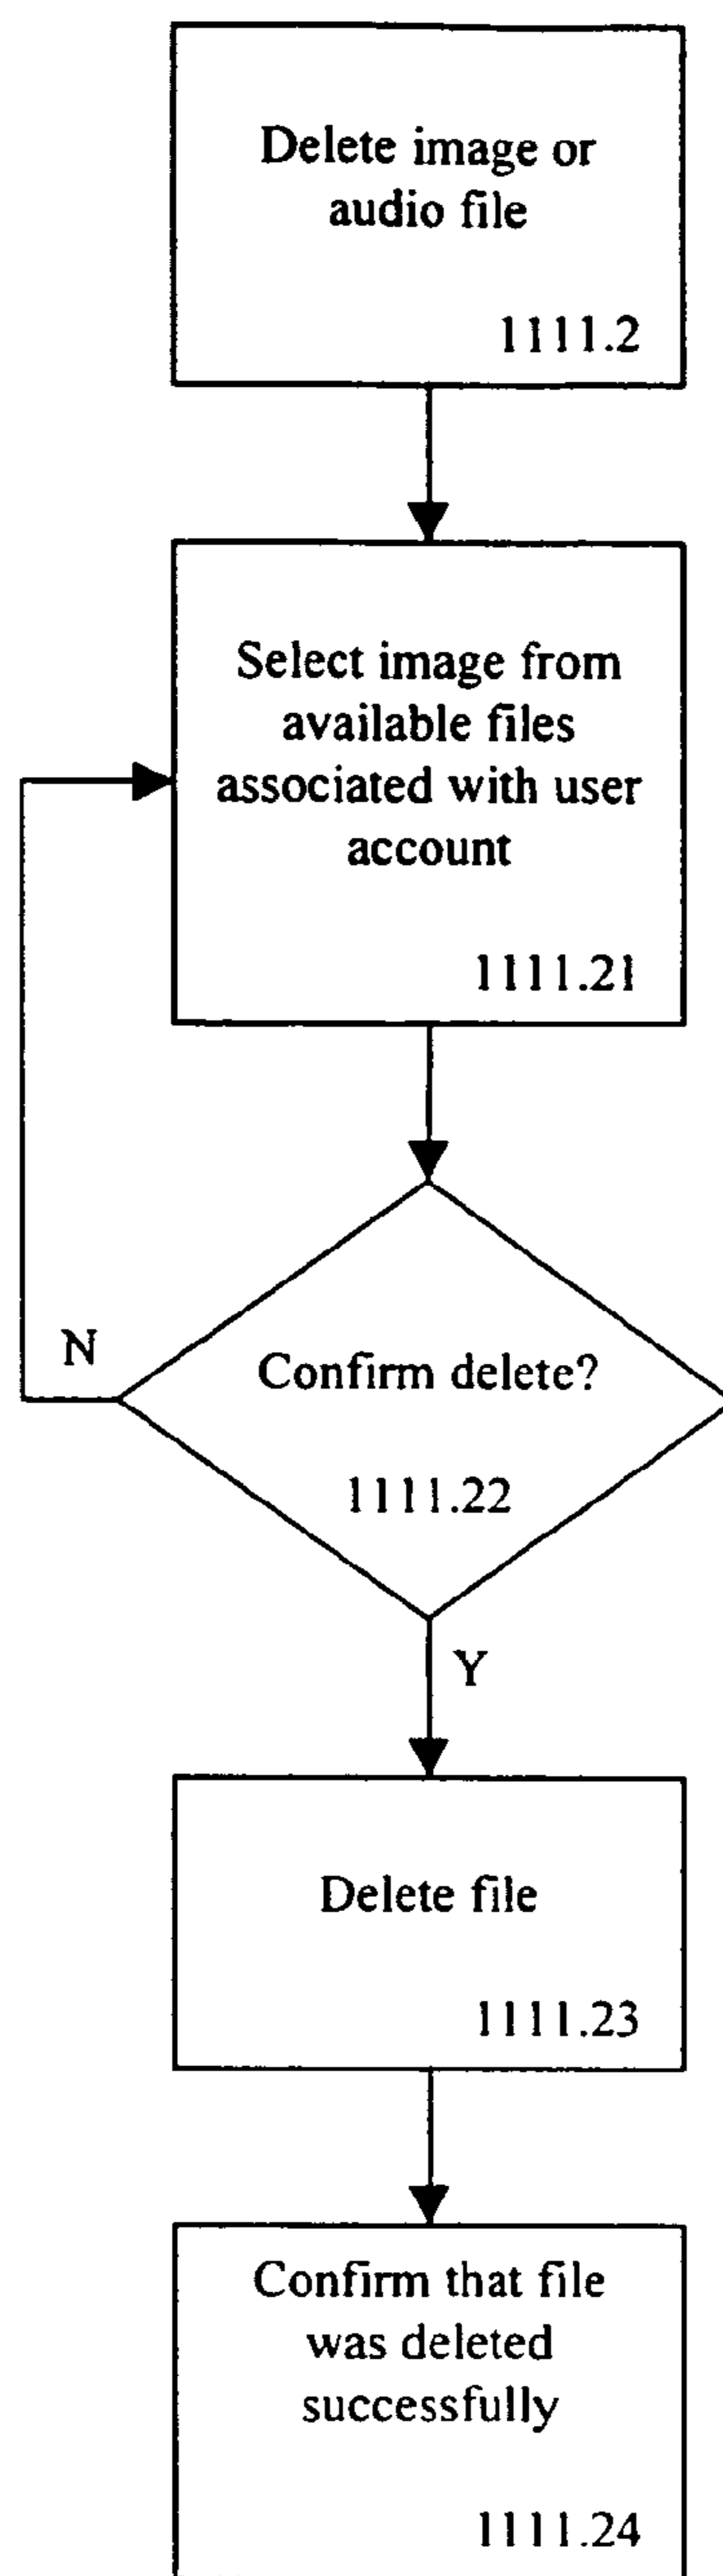 Delete image or
audio file
1111.2
Select image from
available files
associated with user
account
1111.21
N
Confirm delete?
1111.22
Y
Delete file
1111.23
Confirm that file
was deleted
successfully
1111.24